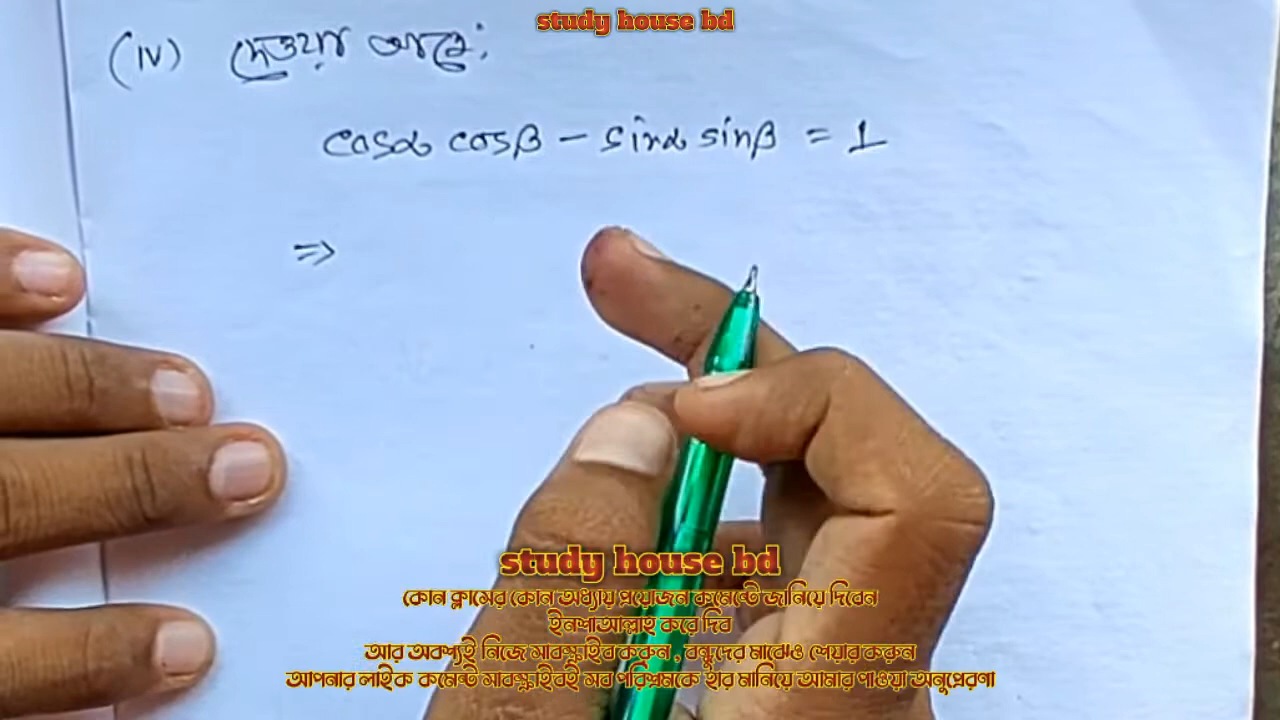 study house bd
(iv) দেওয়া আছে;
cosα cosβ − sinα sinβ = 1
⇒
study house bd
কোন ক্লাসের কোন অধ্যায় প্রয়োজন কমেন্টে জানিয়ে দিবেন
ইনশাআল্লাহ করে দিব
আর অবশ্যই নিজে সাবস্ক্রাইব করুন , বন্ধুদের মাঝেও শেয়ার করুন
আপনার লাইক কমেন্ট সাবস্ক্রাইবই সব পরিশ্রমকে হার মানিয়ে আমার পাওয়া অনুপ্রেরণা